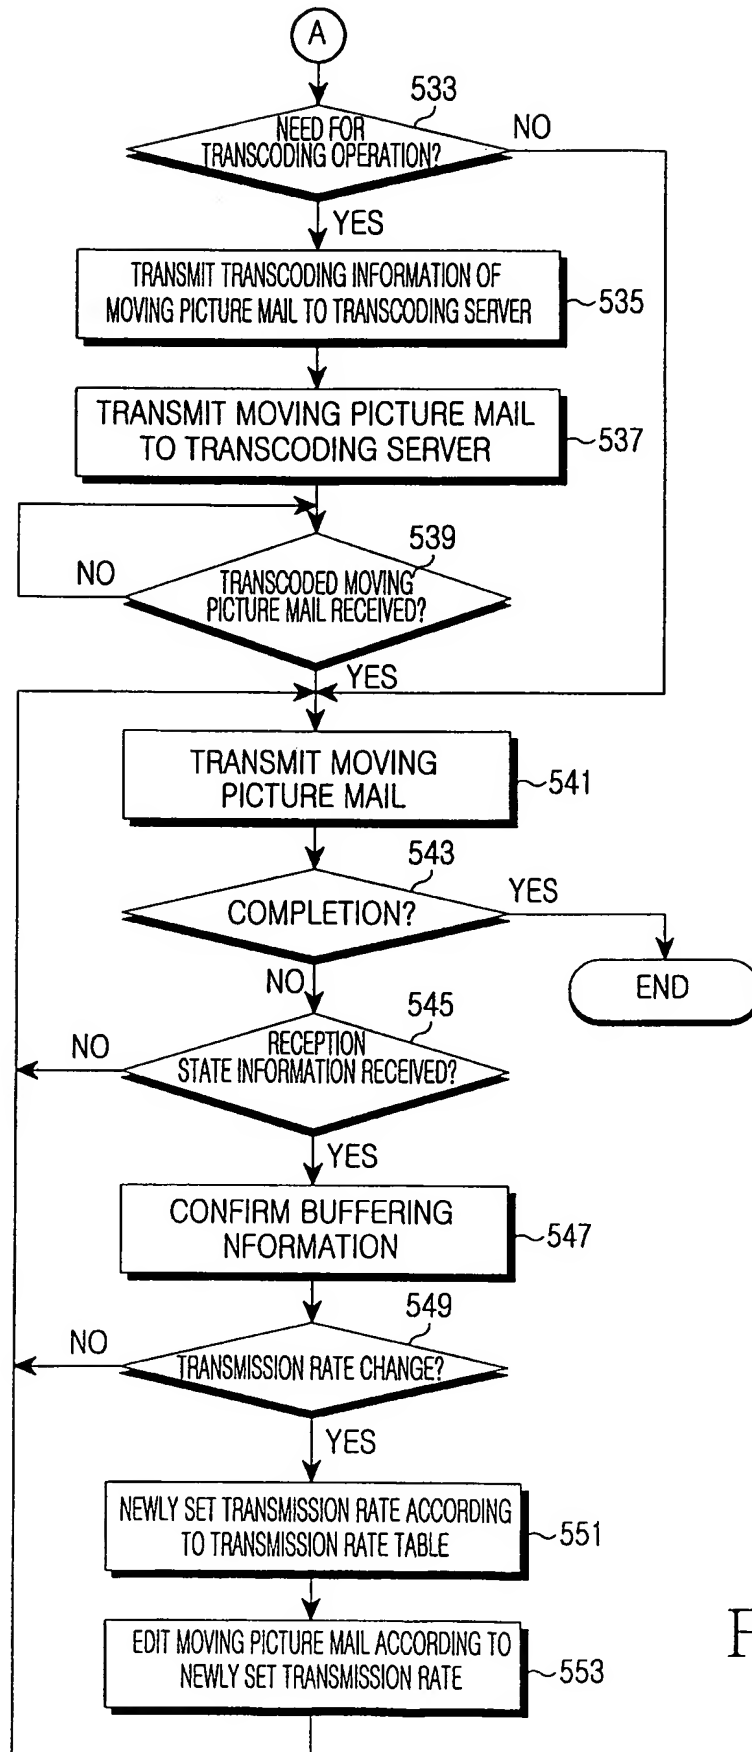 A
533
NEED FOR
TRANSCODING OPERATION?
NO
YES
TRANSMIT TRANSCODING INFORMATION OF
MOVING PICTURE MAIL TO TRANSCODING SERVER
535
TRANSMIT MOVING PICTURE MAIL
TO TRANSCODING SERVER
537
539
NO
TRANSCODED MOVING
PICTURE MAIL RECEIVED?
YES
TRANSMIT MOVING
PICTURE MAIL
541
543
COMPLETION?
YES
NO
END
545
NO
RECEPTION
STATE INFORMATION RECEIVED?
YES
CONFIRM BUFFERING
NFORMATION
547
549
NO
TRANSMISSION RATE CHANGE?
YES
NEWLY SET TRANSMISSION RATE ACCORDING
TO TRANSMISSION RATE TABLE
551
EDIT MOVING PICTURE MAIL ACCORDING TO
NEWLY SET TRANSMISSION RATE
553
F